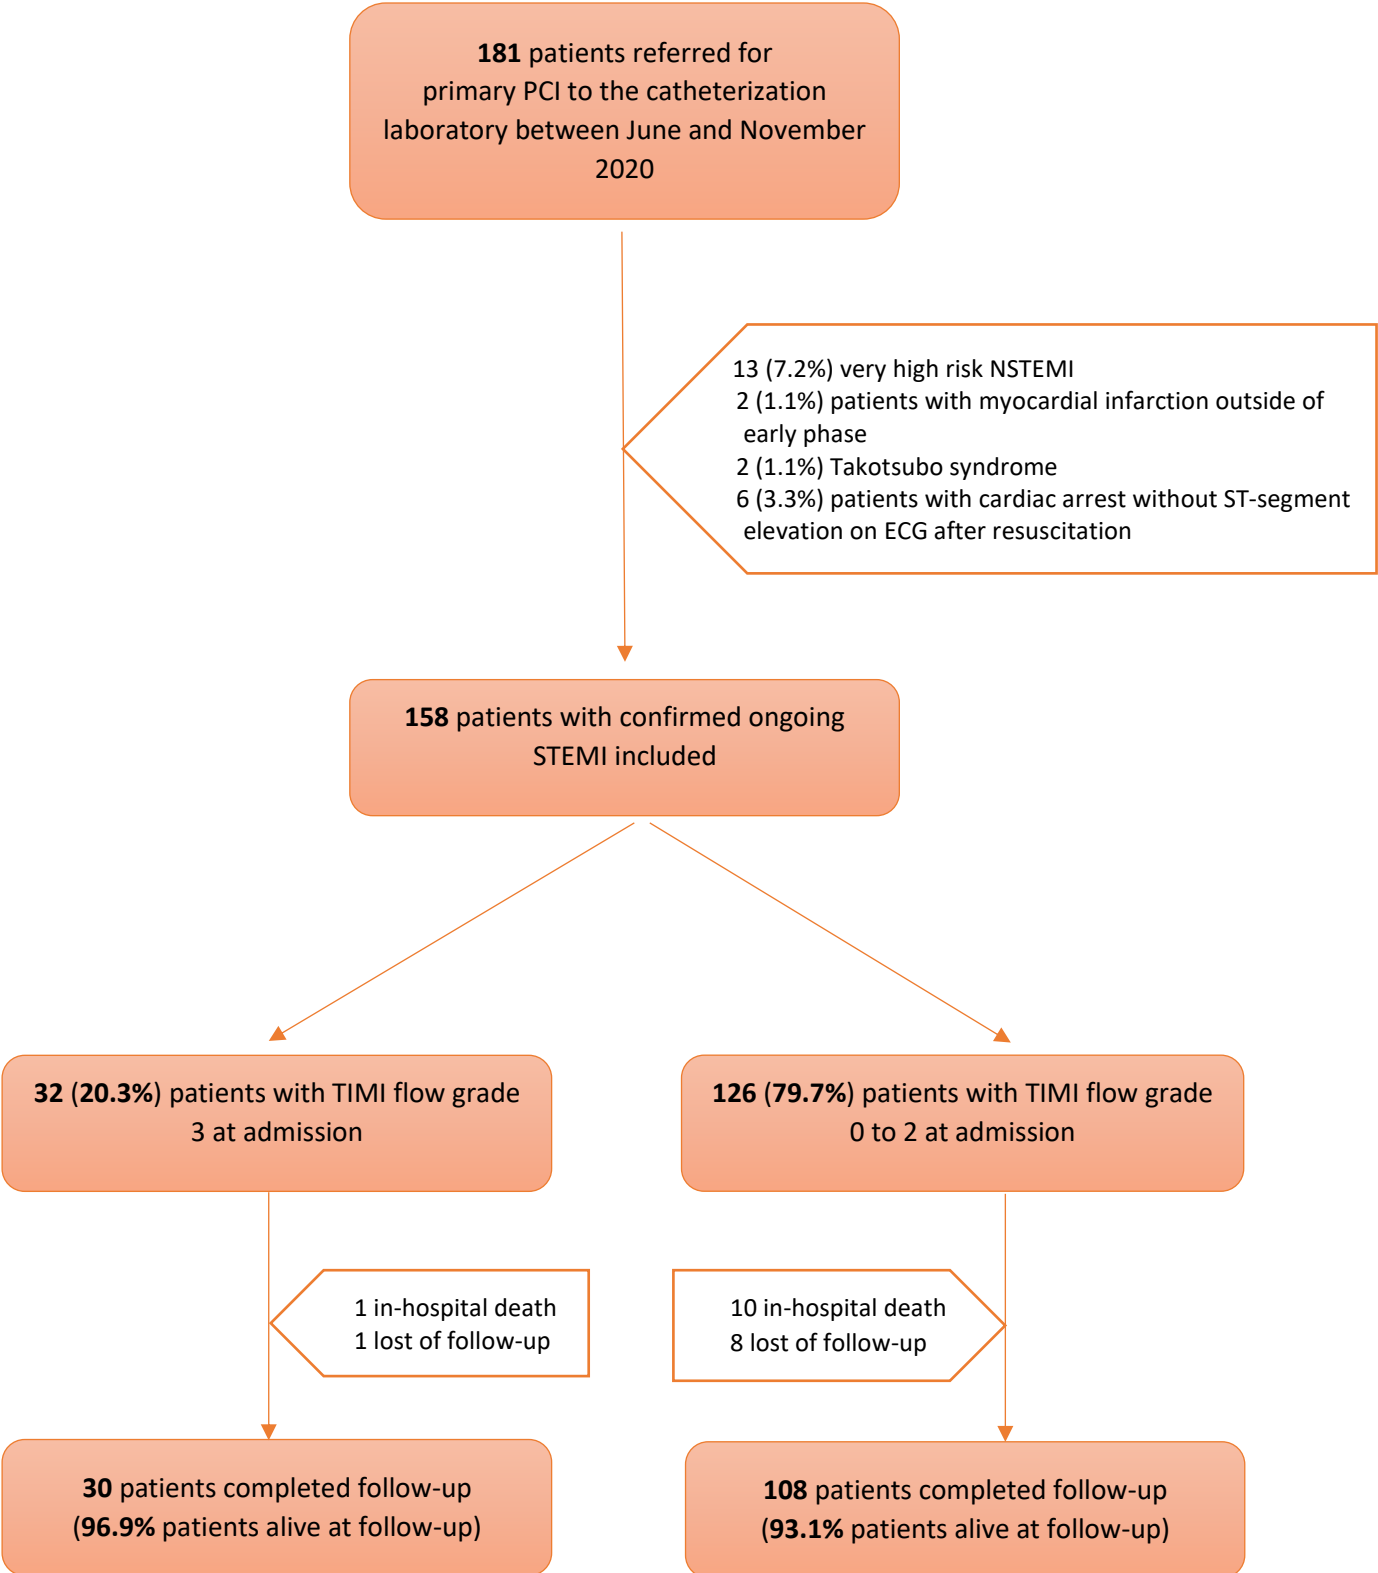 181 patients referred for
primary PCI to the catheterization
laboratory between June and November
2020
13 (7.2%) very high risk NSTEMI
2 (1.1%) patients with myocardial infarction outside of
early phase
2 (1.1%) Takotsubo syndrome
6 (3.3%) patients with cardiac arrest without ST-segment
elevation on ECG after resuscitation
158 patients with confirmed ongoing
STEMI included
32 (20.3%) patients with TIMI flow grade
3 at admission
126 (79.7%) patients with TIMI flow grade
0 to 2 at admission
1 in-hospital death
1 lost of follow-up
10 in-hospital death
8 lost of follow-up
30 patients completed follow-up
(96.9% patients alive at follow-up)
108 patients completed follow-up
(93.1% patients alive at follow-up)